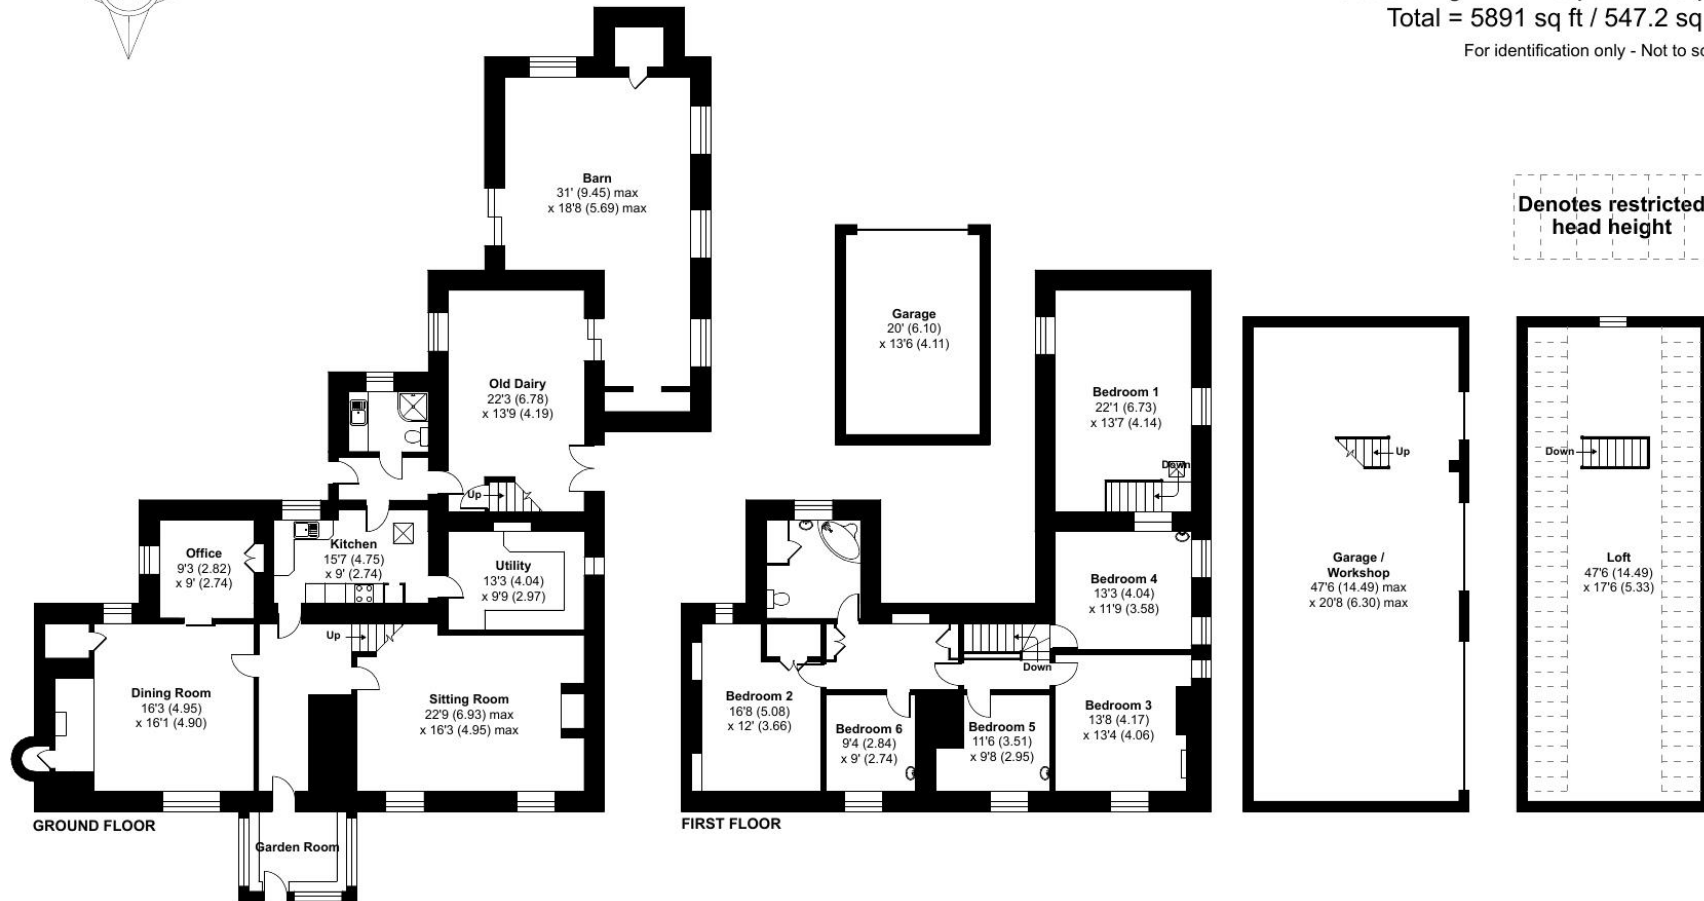 Total = 5891 sq ft / 547.2 sq
For identification only - Not to sc
Denotes restricted
head height
Barn
31' (9.45) max
x 18'8 (5.69) max
Garage
20' (6.10)
x 13'6 (4.11)
Old Dairy
22'3 (6.78)
x 13'9 (4.19)
Up
Bedroom 1
22'1 (6.73)
x 13'7 (4.14)
Down
Office
9'3 (2.82)
x 9' (2.74)
Kitchen
15'7 (4.75)
x 9' (2.74)
Utility
13'3 (4.04)
x 9'9 (2.97)
Up
Dining Room
16'3 (4.95)
x 16'1 (4.90)
Sitting Room
22'9 (6.93) max
x 16'3 (4.95) max
Garden Room
GROUND FLOOR
Bedroom 4
13'3 (4.04)
x 11'9 (3.58)
Down
Bedroom 2
16'8 (5.08)
x 12' (3.66)
Bedroom 6
9'4 (2.84)
x 9' (2.74)
Bedroom 5
11'6 (3.51)
x 9'8 (2.95)
Bedroom 3
13'8 (4.17)
x 13'4 (4.06)
FIRST FLOOR
Up
Garage /
Workshop
47'6 (14.49) max
x 20'8 (6.30) max
Down
Loft
47'6 (14.49)
x 17'6 (5.33)